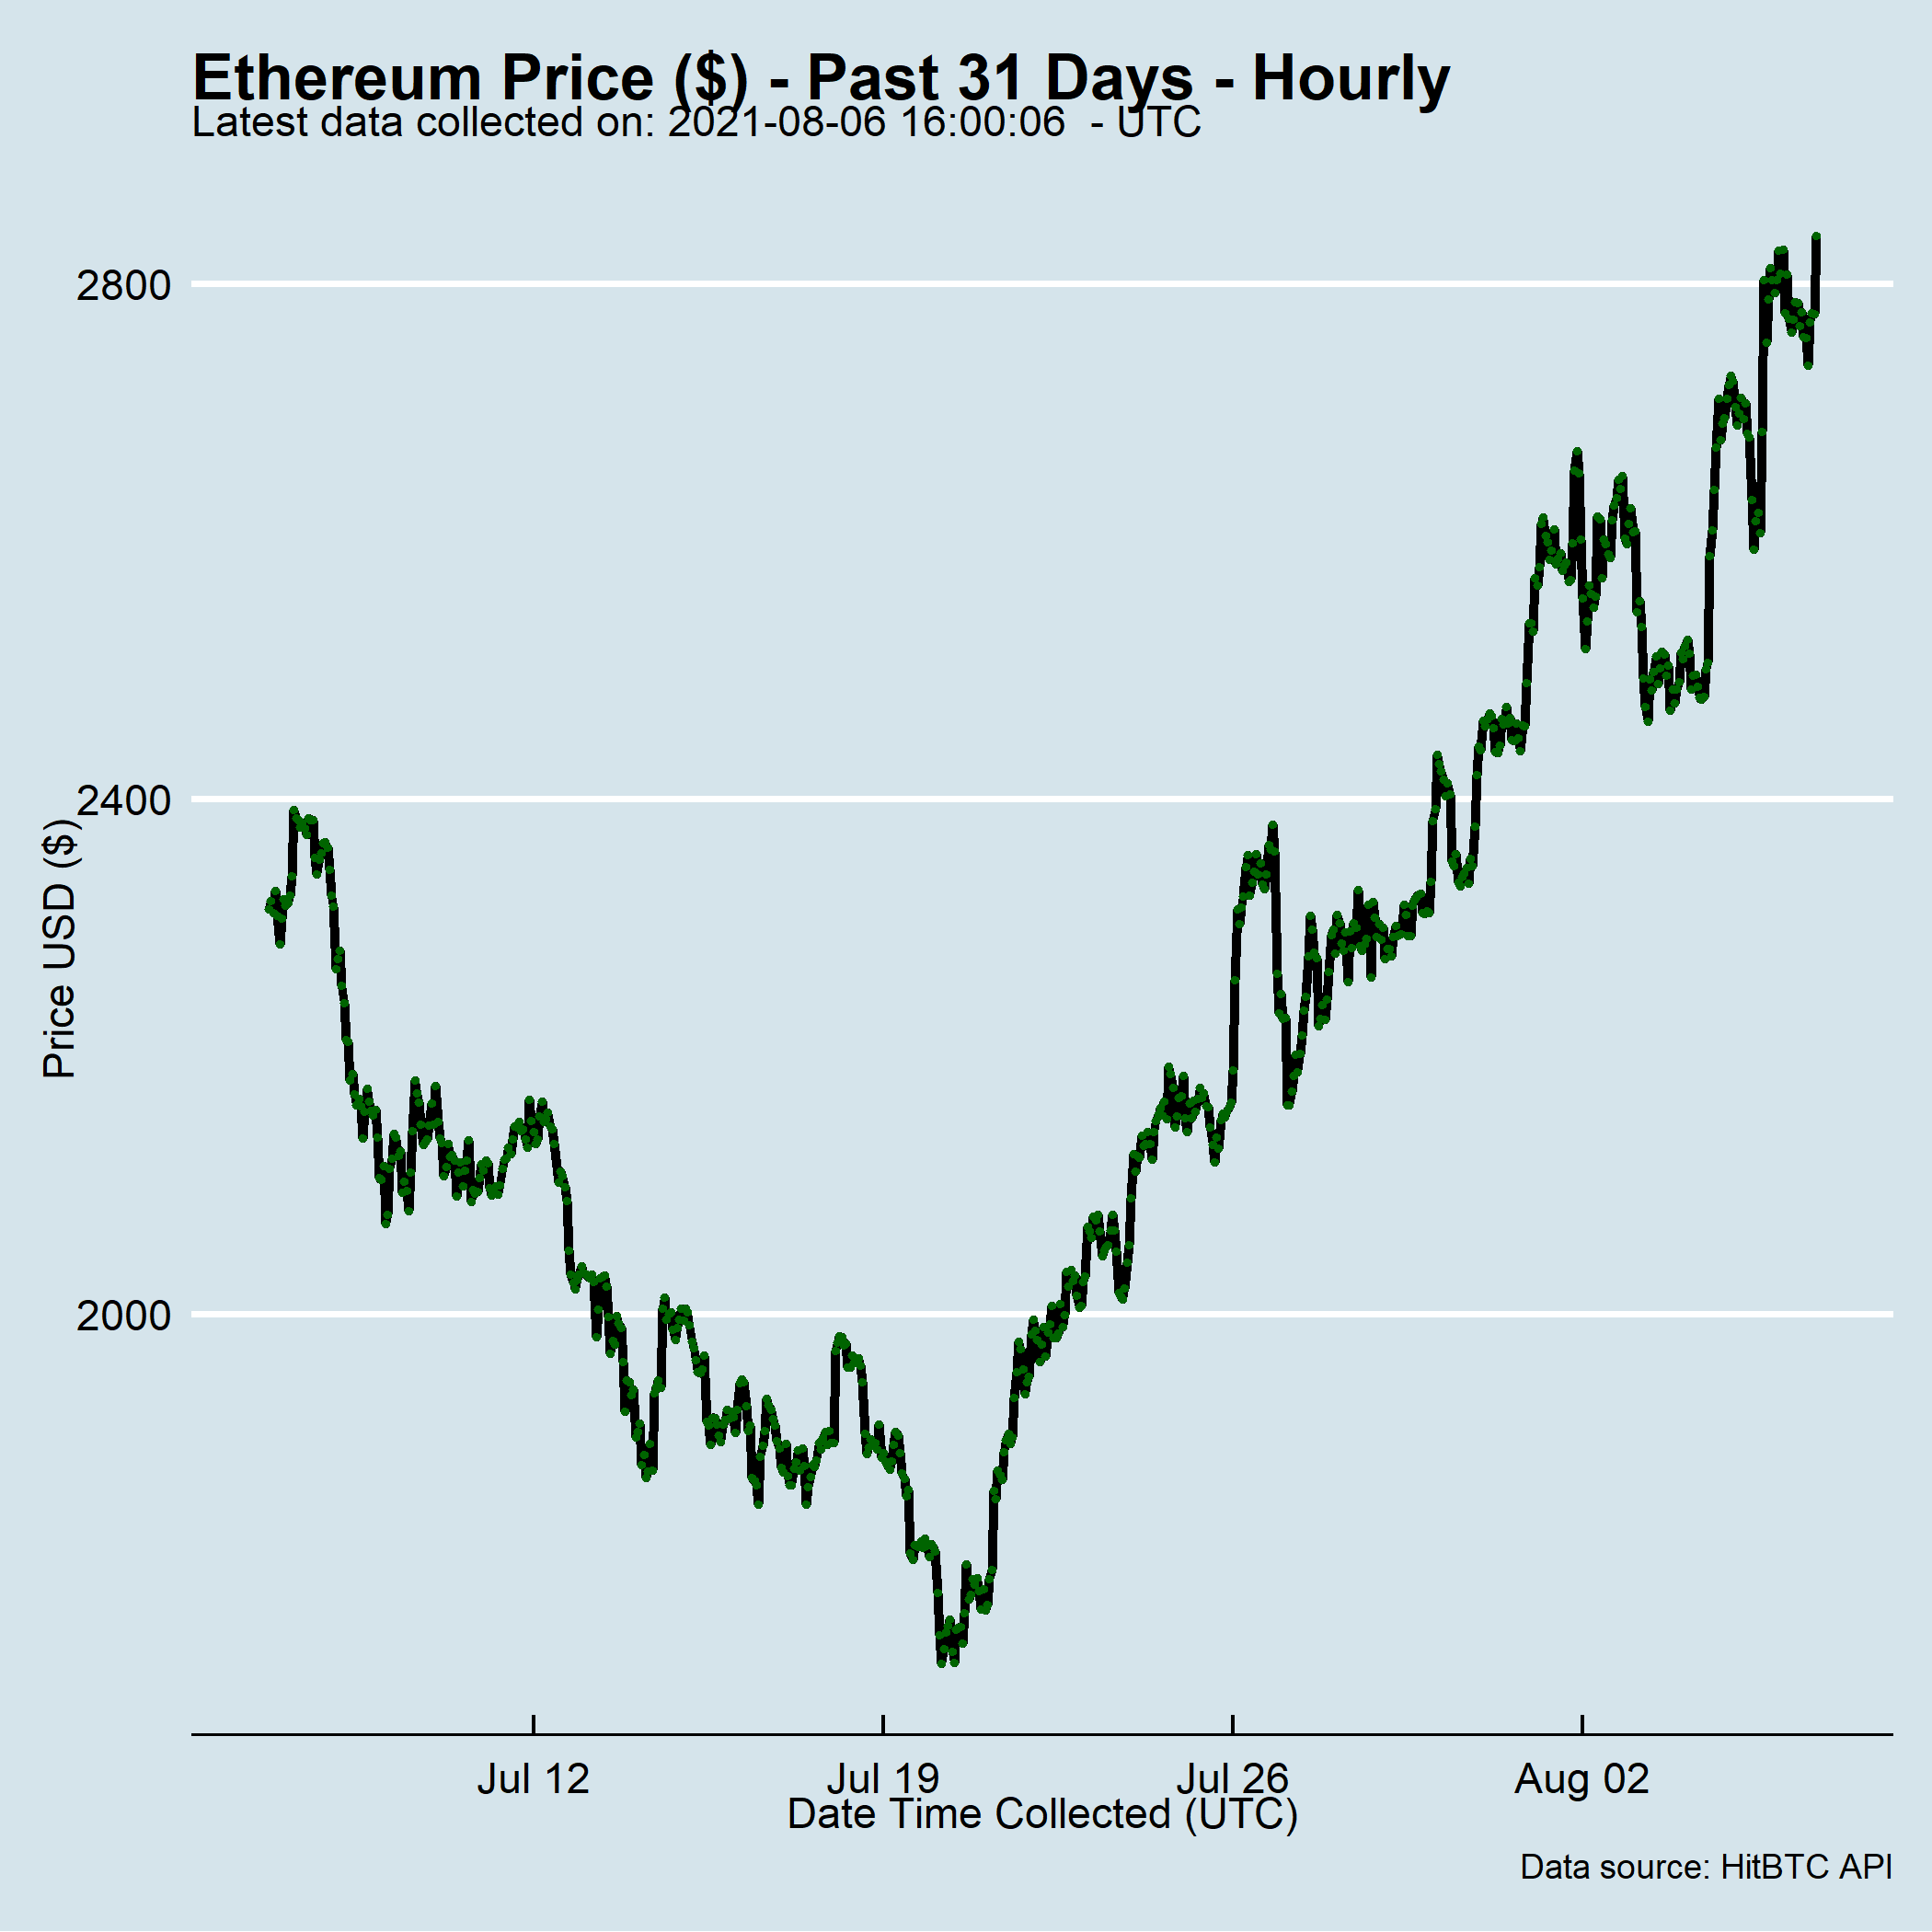 Ethereum Price ($) - Past 31 Days - Hourly
Latest data collected on: 2021-08-06 16:00:06  - UTC
2800
2400
2000
Price USD ($)
Jul 12
Jul 19
Jul 26
Aug 02
Date Time Collected (UTC)
Data source: HitBTC API